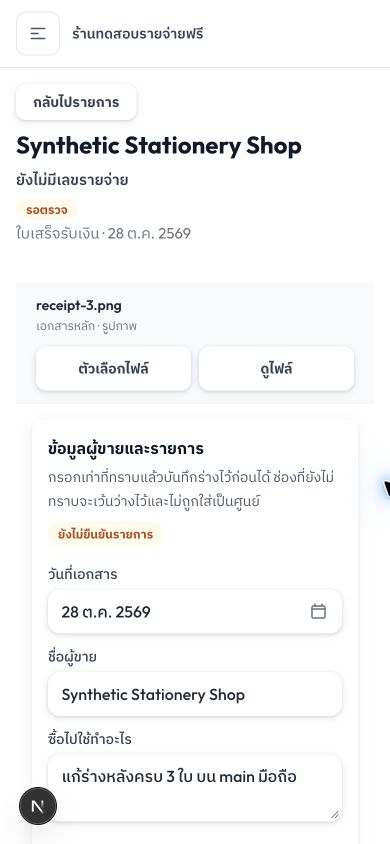 ร้านทดสอบรายจ่ายฟรี
กลับไปรายการ
Synthetic Stationery Shop
ยังไม่มีเลขรายจ่าย
รอตรวจ
ใบเสร็จรับเงิน · 28 ต.ค. 2569
receipt-3.png
เอกสารหลัก · รูปภาพ
ตัวเลือกไฟล์
ดูไฟล์
ข้อมูลผู้ขายและรายการ
กรอกเท่าที่ทราบแล้วบันทึกร่างไว้ก่อนได้ ช่องที่ยังไม่
ทราบจะเว้นว่างไว้และไม่ถูกใส่เป็นศูนย์
ยังไม่ยืนยันรายการ
วันที่เอกสาร
28 ต.ค. 2569
ชื่อผู้ขาย
Synthetic Stationery Shop
ซื้อไปใช้ทำอะไร
แก้ร่างหลังครบ 3 ใบ บน main มือถือ
N